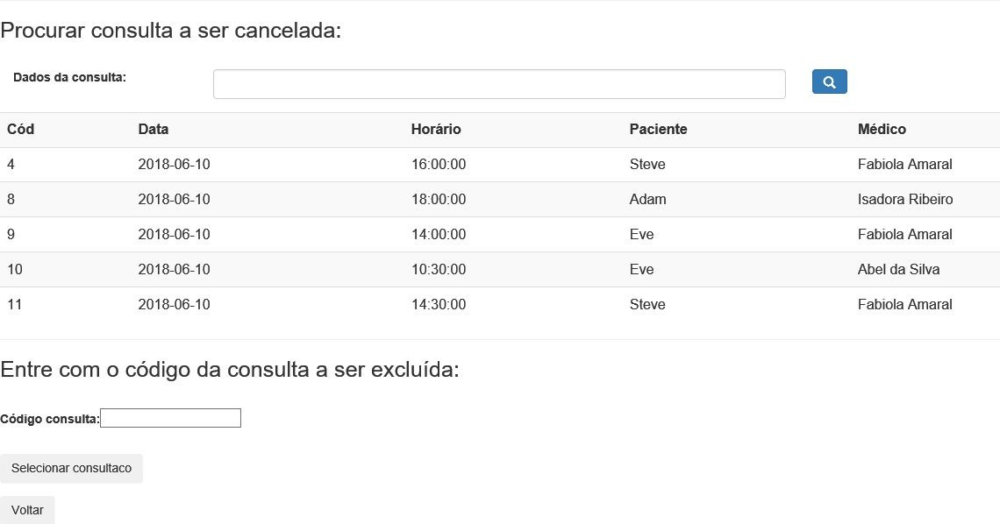 Procurar consulta a ser cancelada:
Dados da consulta:
Cód Data Horário Paciente Médico
4 2018-06-10 16:00:00 Steve Fabiola Amaral
8 2018-06-10 18:00:00 Adam Isadora Ribeiro
9 2018-06-10 14:00:00 Eve Fabiola Amaral
10 2018-06-10 10:30:00 Eve Abel da Silva
11 2018-06-10 14:30:00 Steve Fabiola Amaral
Entre com o código da consulta a ser excluída:
Código consulta:
Selecionar consultaco
Voltar